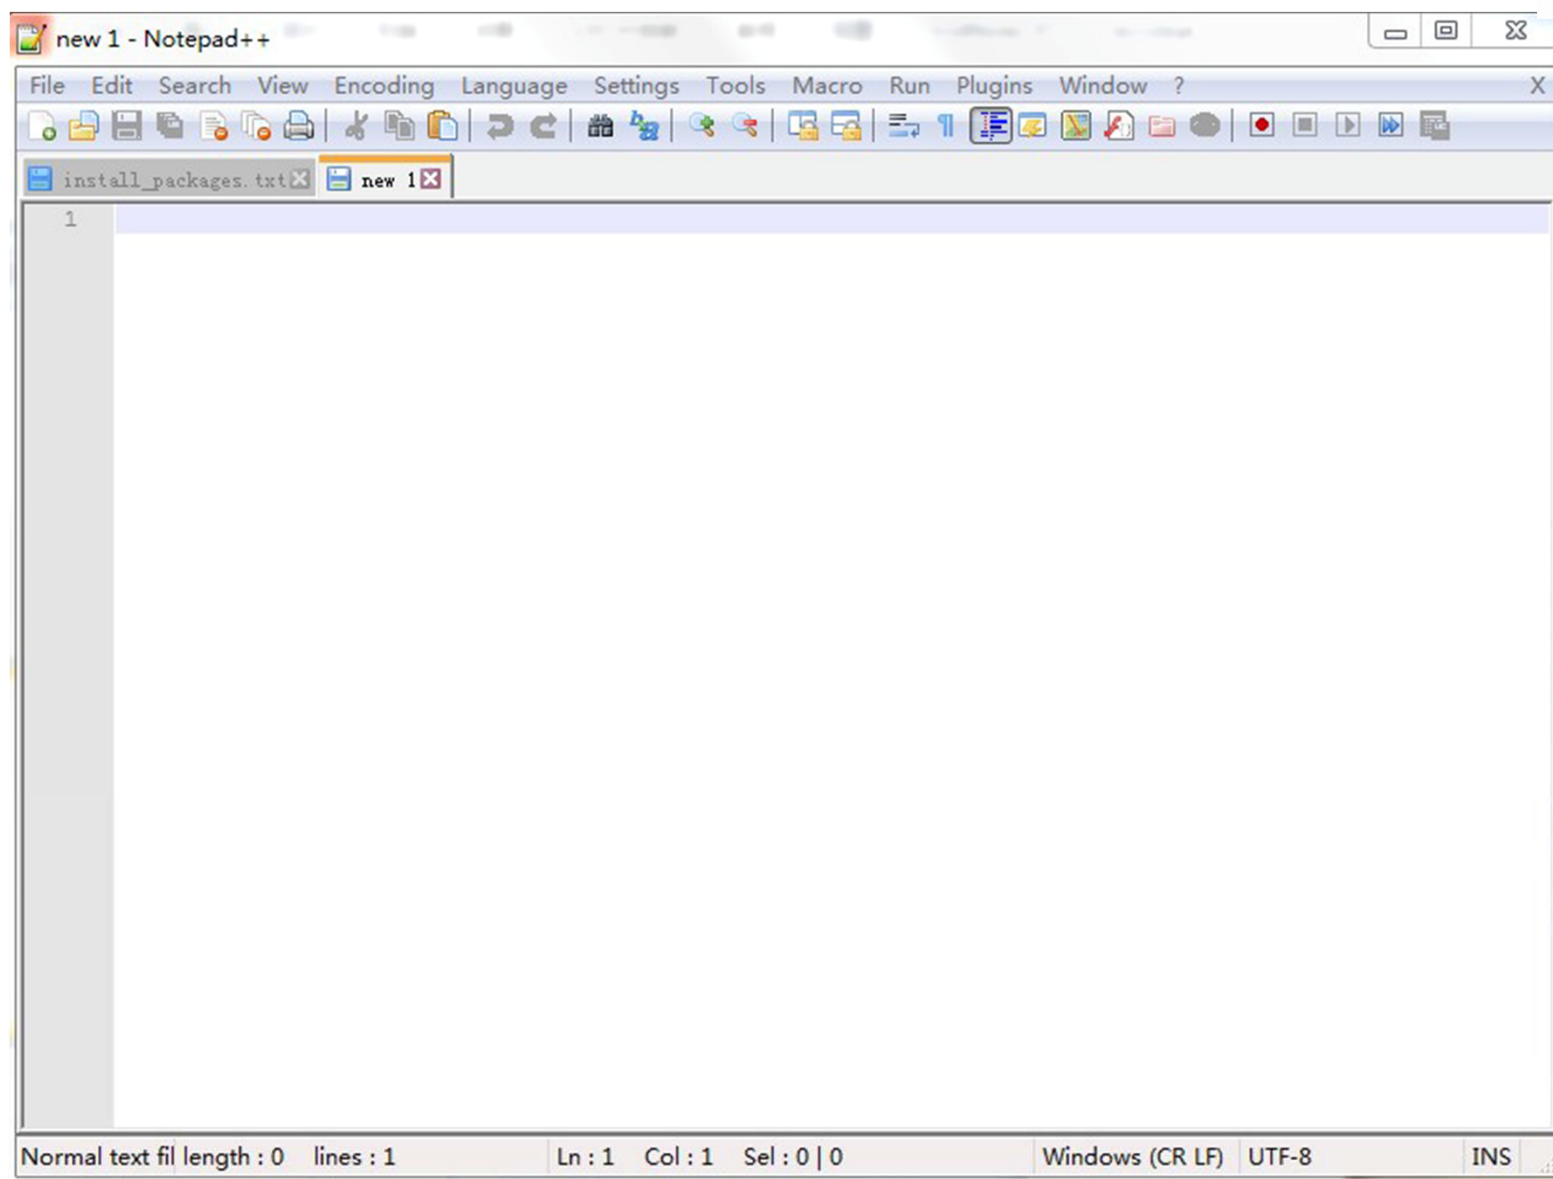 new 1 - Notepad++
File Edit Search View Encoding Language Settings Tools Macro Run Plugins Window ? X
install_packages.txt new 1
1
Normal text fil length : 0 lines : 1 Ln : 1 Col : 1 Sel : 0 | 0 Windows (CR LF) UTF-8 INS